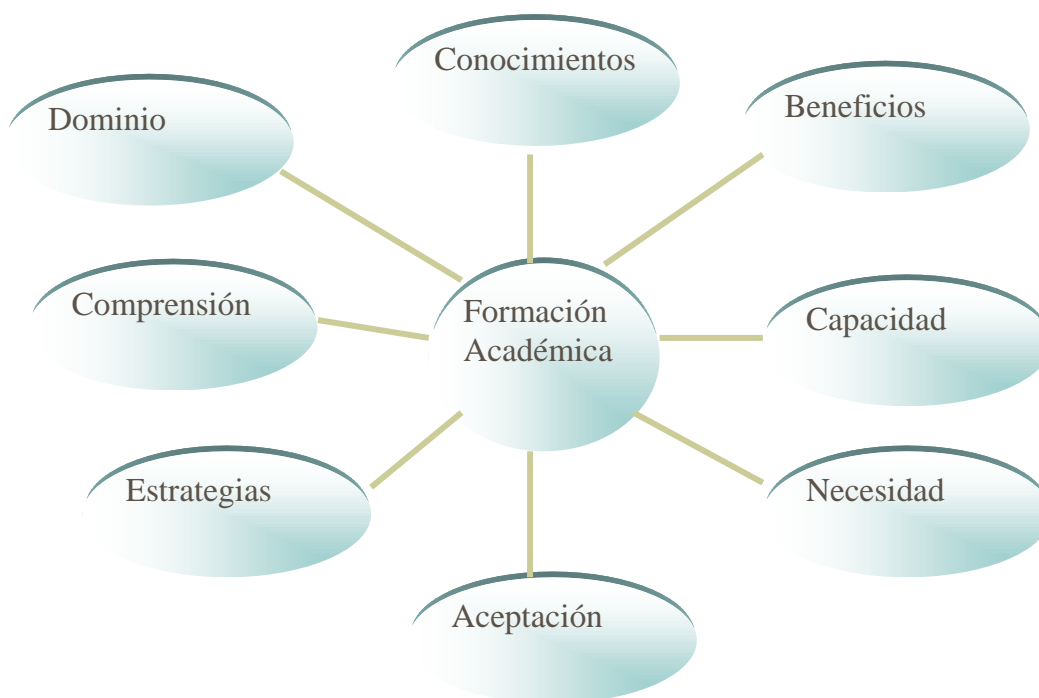 Conocimientos
Dominio
Beneficios
Comprensión
Formación
Académica
Capacidad
Estrategias
Necesidad
Aceptación